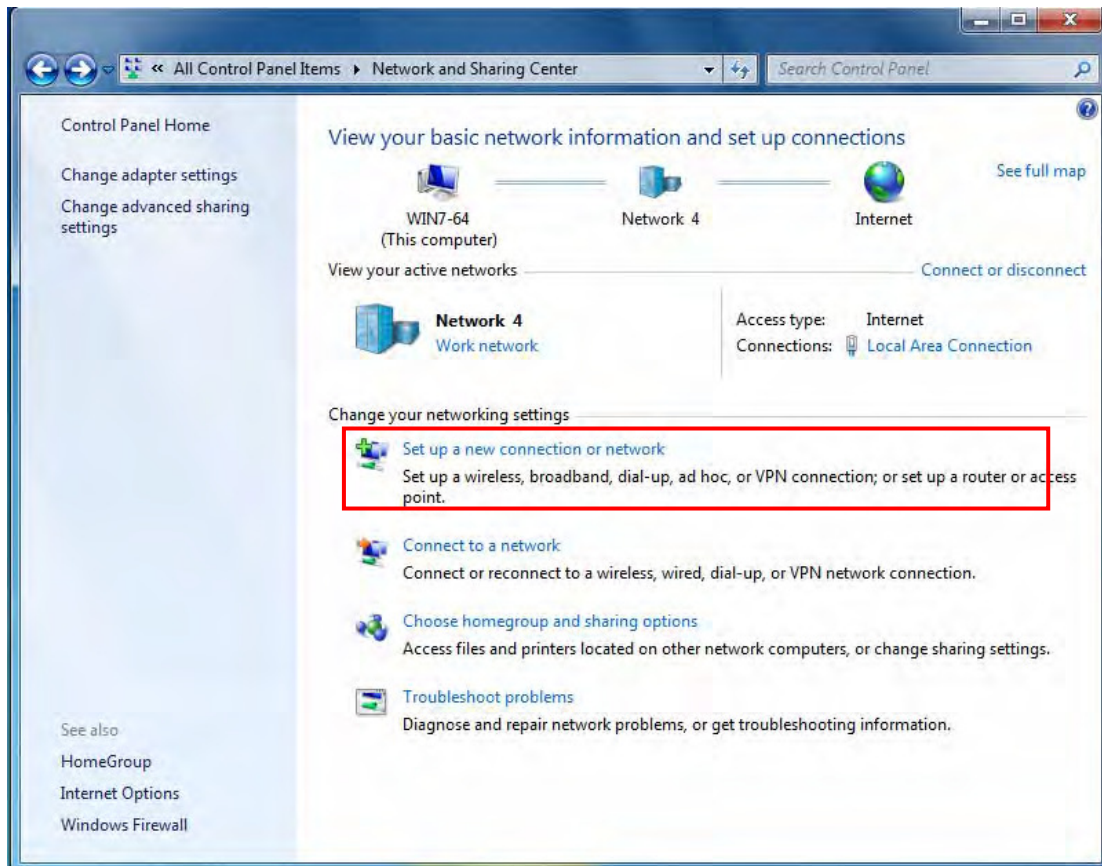 « All Control Panel Items ▸ Network and Sharing Center
Search Control Panel
Control Panel Home
Change adapter settings
Change advanced sharing
settings
See also
HomeGroup
Internet Options
Windows Firewall
View your basic network information and set up connections
See full map
WIN7-64
(This computer)
Network 4
Internet
View your active networks
Connect or disconnect
Network 4
Work network
Access type: Internet
Connections: Local Area Connection
Change your networking settings
Set up a new connection or network
Set up a wireless, broadband, dial-up, ad hoc, or VPN connection; or set up a router or access
point.
Connect to a network
Connect or reconnect to a wireless, wired, dial-up, or VPN network connection.
Choose homegroup and sharing options
Access files and printers located on other network computers, or change sharing settings.
Troubleshoot problems
Diagnose and repair network problems, or get troubleshooting information.